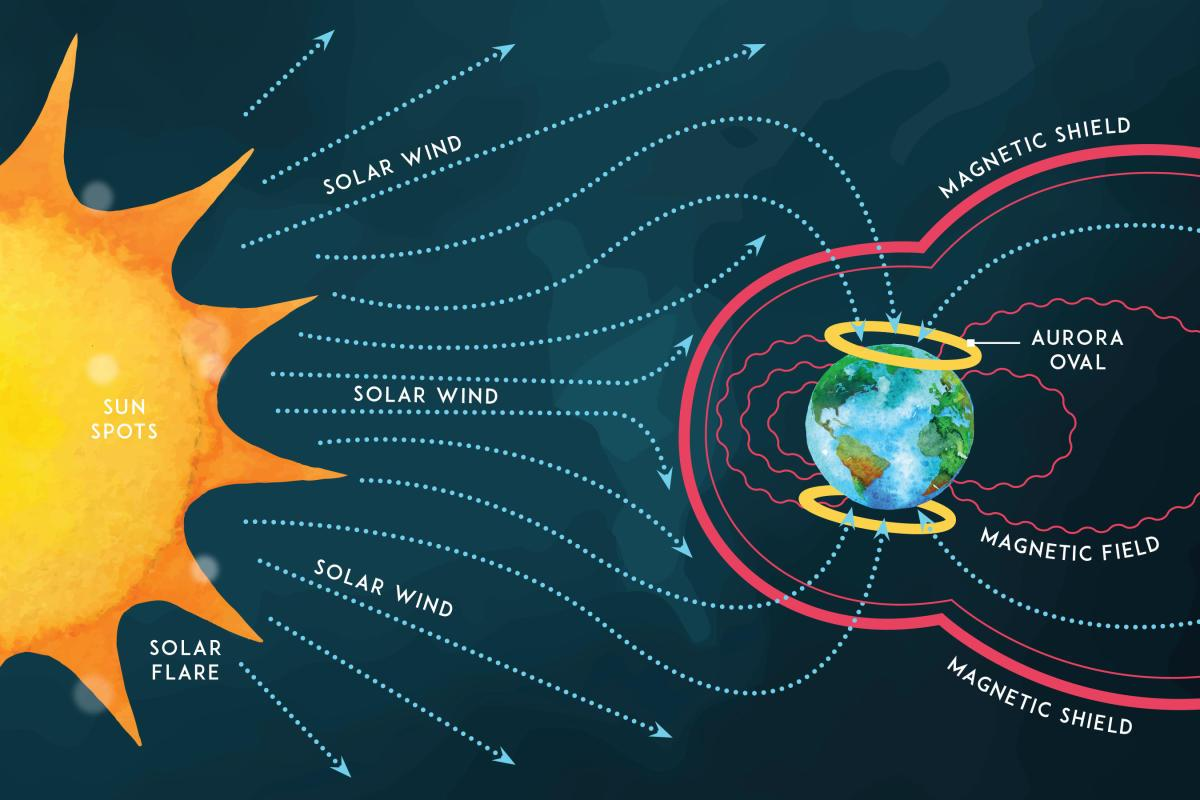 MAGNETIC SHIELD
SOLAR WIND
AURORA
OVAL
SOLAR WIND
SUN
SPOTS
MAGNETIC FIELD
SOLAR WIND
SOLAR
FLARE
MAGNETIC SHIELD